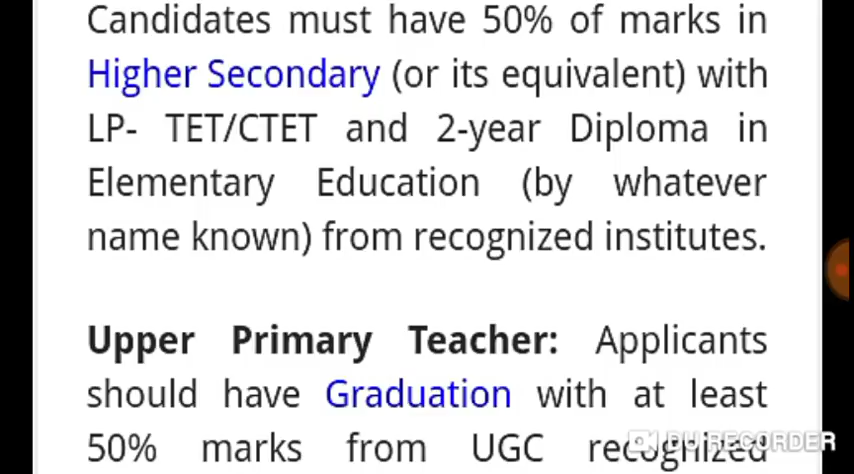 Candidates must have 50% of marks in
Higher Secondary (or its equivalent) with
LP- TET/CTET and 2-year Diploma in
Elementary Education (by whatever
name known) from recognized institutes.
Upper Primary Teacher: Applicants
should have Graduation with at least
50% marks from UGC recognized
DU RECORDER